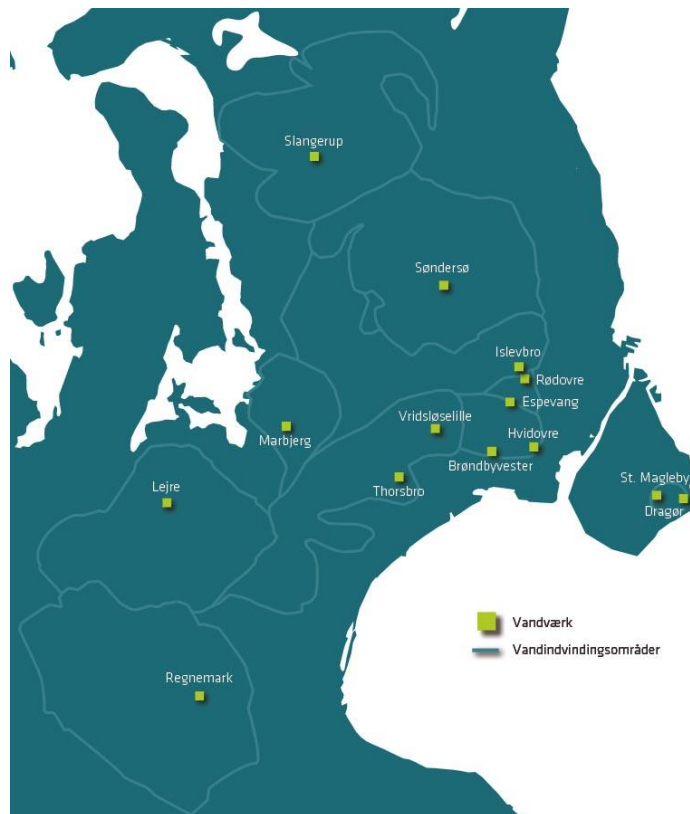 Slangerup
Søndersø
Islevbro
Rødovre
Espevang
Vridsløselille
Hvidovre
Marbjerg
Brøndbyvester
St. Magleby
Lejre
Thorsbro
Dragør
Vandværk
Vandindvindingsområder
Regnemark